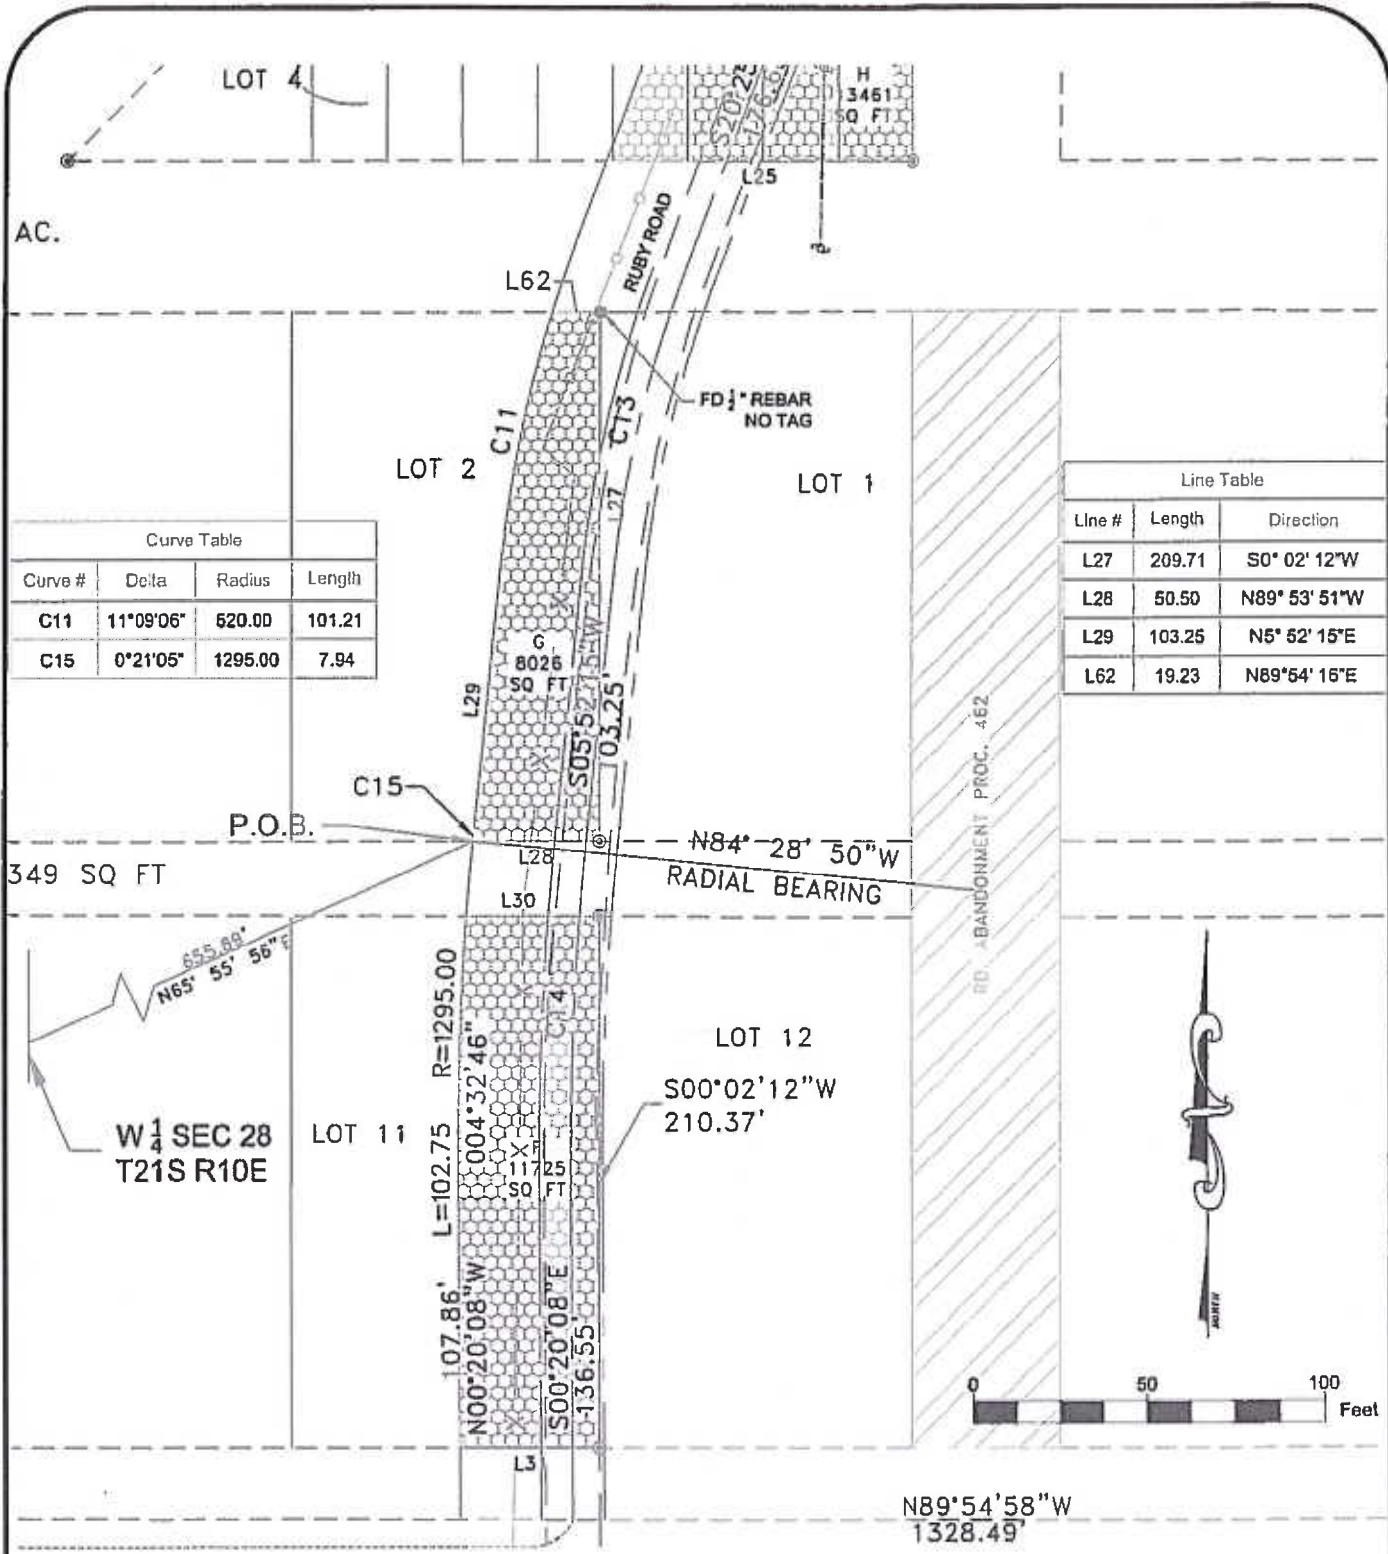 LOT 4
H
3461
SQ FT
L25
AC.
RUBY ROAD
L62
FD 1/2" REBAR
NO TAG
C11
C13
LOT 2
LOT 1
L27
Curve Table
Curve # Delta Radius Length
C11 11°09'06" 520.00 101.21
C15 0°21'05" 1295.00 7.94
Line Table
Line # Length Direction
L27 209.71 S0° 02' 12"W
L28 50.50 N89° 53' 51"W
L29 103.25 N5° 52' 15"E
L62 19.23 N89°54' 16"E
G
8026
SQ FT
L29
S05°52'15"W
103.25'
C15
P.O.B.
RD. ABANDONMENT PROC. 462
L28
N84° 28' 50"W
RADIAL BEARING
349 SQ FT
L30
655.89'
N65° 55' 56"E
R=1295.00
004°32'46"
L=102.75
C14
LOT 12
S00°02'12"W
210.37'
W 1/4 SEC 28
T21S R10E
LOT 11
F
11725
SQ FT
107.86'
N00°20'08"W
S00°20'08"E
136.55'
NORTH
0 50 100
Feet
L3
N89°54'58"W
1328.49'